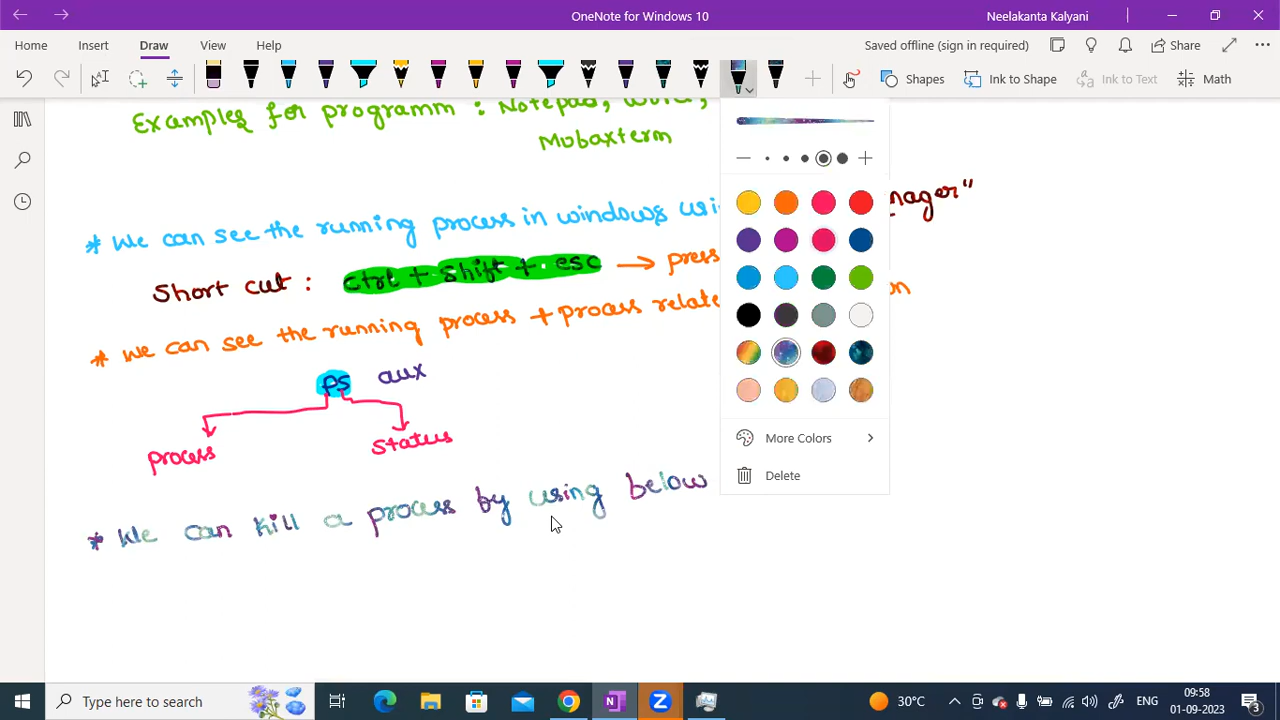 OneNote for Windows 10
Neelakanta Kalyani
Home Insert Draw View Help
Saved offline (sign in required)
Share
Shapes
Ink to Shape
Ink to Text
Math
Examples for programm : Notepad, word,
Mobaxterm
* We can see the running process in windows usi
nager"
Short cut : ctrl + shift + esc → press
* We can see the running process + process relate
on
ps aux
process
status
* We can kill a process by using below
More Colors
Delete
Type here to search
30°C
ENG
09:58
01-09-2023
3